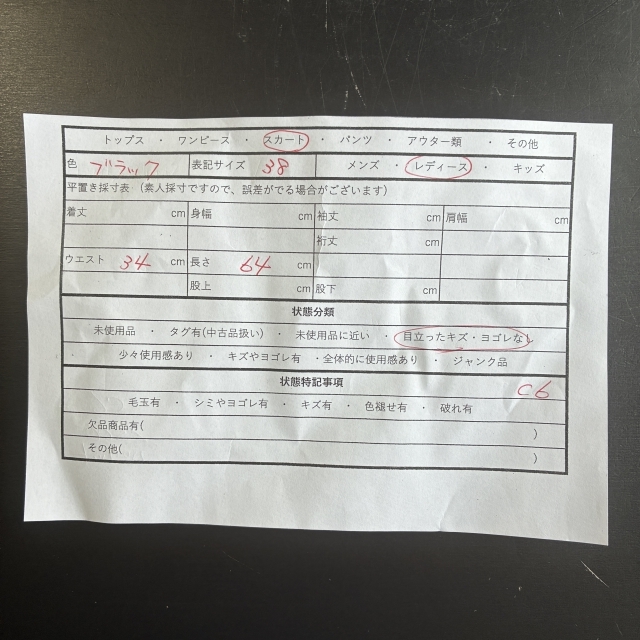 トップス ・ ワンピース ・ スカート ・ パンツ ・ アウター類 ・ その他
色 ブラック 表記サイズ 38 メンズ ・ レディース ・ キッズ
平置き採寸表 (素人採寸ですので、誤差がでる場合がございます)
着丈 cm 身幅 cm 袖丈 cm 肩幅 cm
裄丈 cm
ウエスト 34 cm 長さ 64 cm
股上 cm 股下 cm
状態分類
未使用品 ・ タグ有(中古品扱い) ・ 未使用品に近い ・ 目立ったキズ・ヨゴレなし
・ 少々使用感あり ・ キズやヨゴレ有 ・全体的に使用感あり ・ ジャンク品
状態特記事項
C6
毛玉有 ・ シミやヨゴレ有 ・ キズ有 ・ 色褪せ有 ・ 破れ有
欠品商品有( )
その他( )